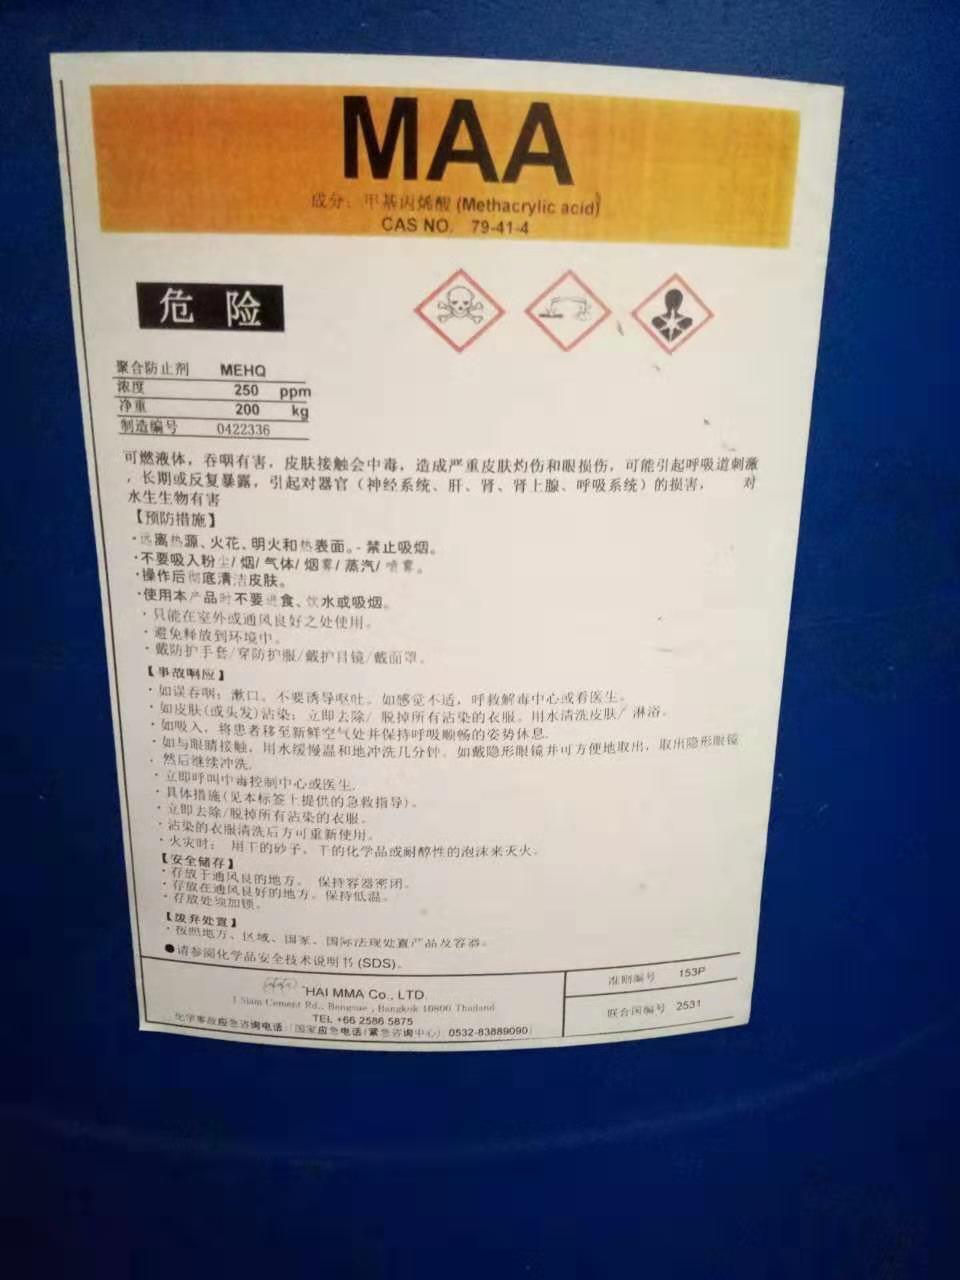 MAA
成分：甲基丙烯酸 (Methacrylic acid)
CAS NO. 79-41-4
危 险
聚合防止剂 MEHQ
浓度 250 ppm
净重 200 kg
制造编号 0422336
可燃液体，吞咽有害，皮肤接触会中毒，造成严重皮肤灼伤和眼损伤，可能引起呼吸道刺激
，长期或反复暴露，引起对器官（神经系统、肝、肾、肾上腺、呼吸系统）的损害， 对
水生生物有害
【预防措施】
·远离热源、火花、明火和热表面。- 禁止吸烟。
·不要吸入粉尘/ 烟/ 气体/ 烟雾/ 蒸汽/ 喷雾。
·操作后彻底清洁皮肤。
·使用本产品时不要进食、饮水或吸烟。
·只能在室外或通风良好之处使用。
·避免释放到环境中。
·戴防护手套/穿防护服/戴护目镜/戴面罩。
【事故响应】
·如误吞咽：漱口。不要诱导呕吐。如感觉不适，呼救解毒中心或看医生。
·如皮肤(或头发)沾染：立即去除/ 脱掉所有沾染的衣服。用水清洗皮肤/ 淋浴。
·如吸入，将患者移至新鲜空气处并保持呼吸顺畅的姿势休息.
·如与眼睛接触，用水缓慢温和地冲洗几分钟。如戴隐形眼镜并可方便地取出，取出隐形眼镜
然后继续冲洗.
·立即呼叫中毒控制中心或医生.
·具体措施(见本标签上提供的急救指导)。
·立即去除/脱掉所有沾染的衣服。
·沾染的衣服清洗后方可重新使用。
·火灾时： 用干的砂子、干的化学品或耐醇性的泡沫来灭火。
【安全储存】
·存放于通风良的地方。 保持容器密闭。
·存放在通风良好的地方。保持低温。
·存放处须加锁。
【废弃处置】
·按照地方、区域、国家、国际法规处置产品及容器。
●请参阅化学品安全技术说明书 (SDS)。
HAI MMA Co., LTD.
1 Siam Cement Rd., Bangsue , Bangkok 10800 Thailand
TEL +66 2586 5875
化学事故应急咨询电话：(国家应急电话(紧急咨询中心)：0532-83889090)
准则编号 153P
联合国编号 2531